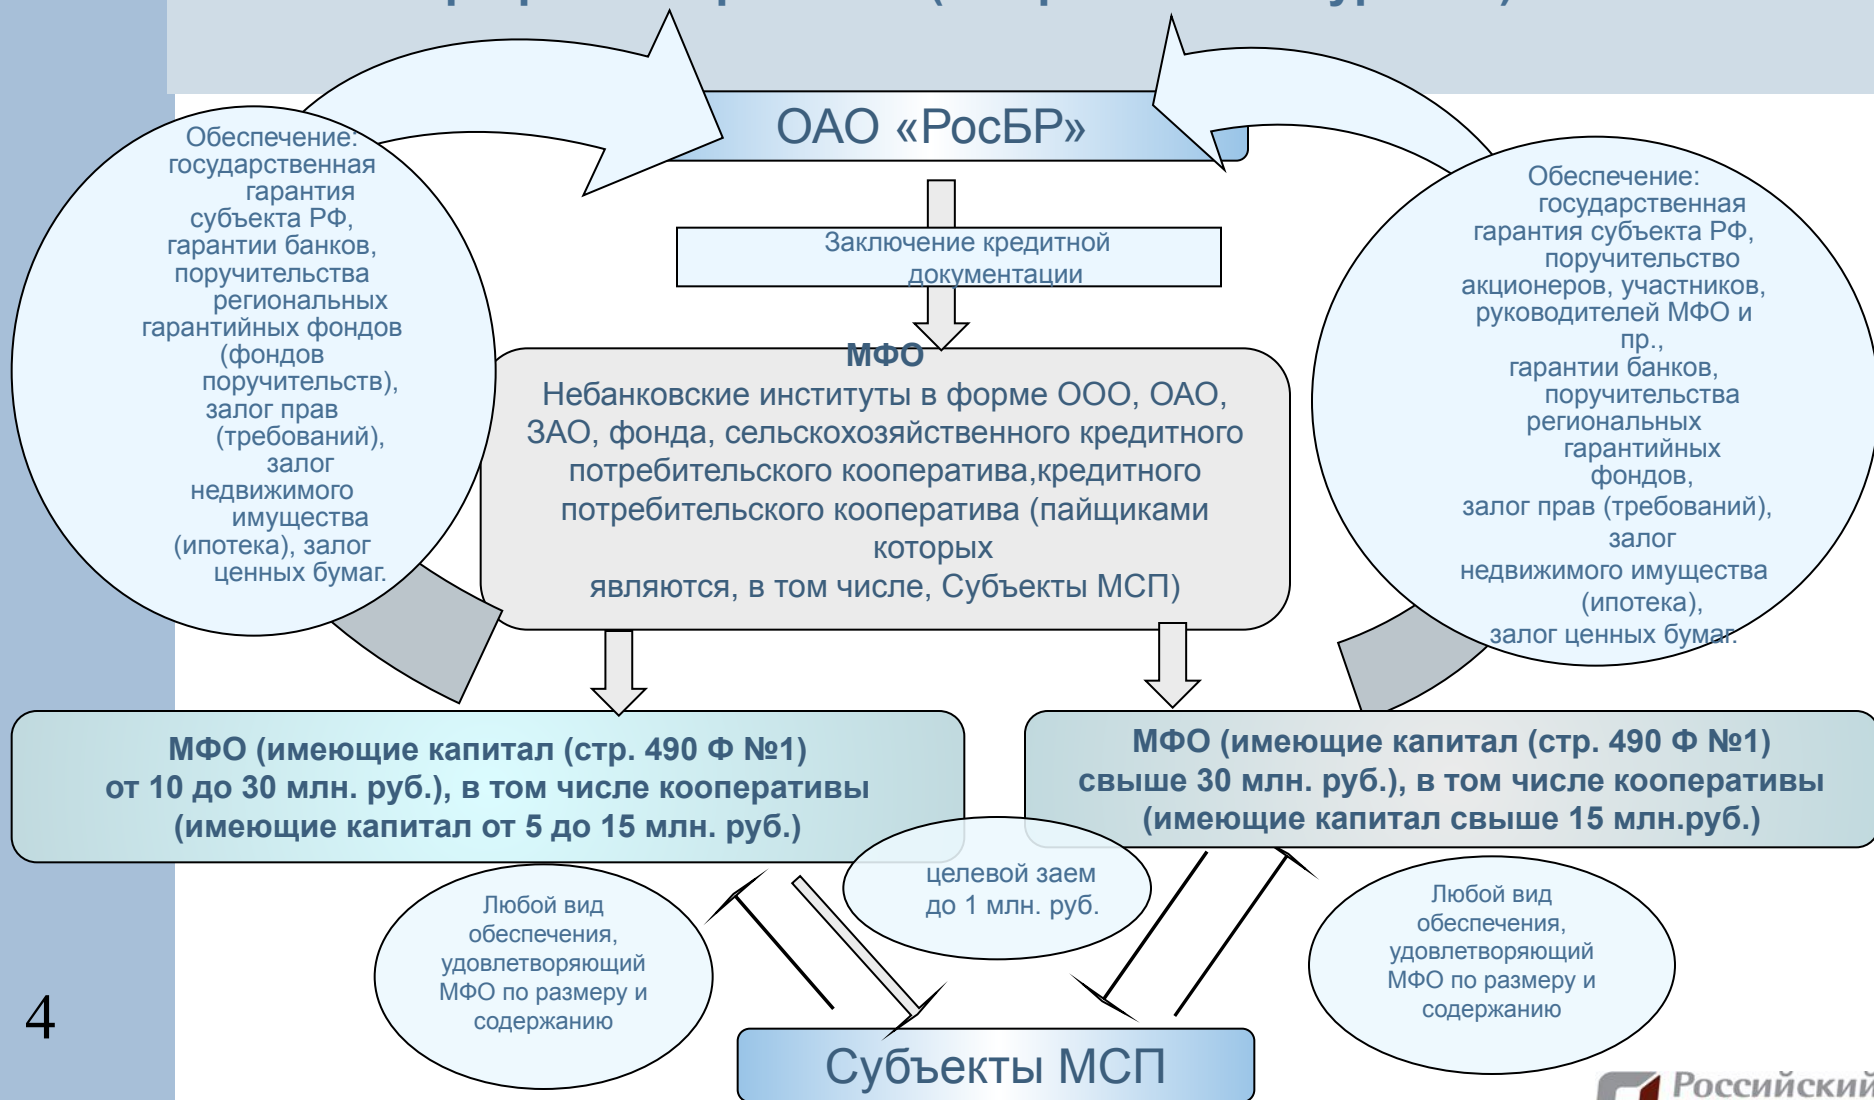 ОАО «РосБР»
Обеспечение:
государственная
гарантия
субъекта РФ,
гарантии банков,
поручительства
региональных
гарантийных фондов
(фондов
поручительств),
залог прав
(требований),
залог
недвижимого
имущества
(ипотека), залог
ценных бумаг.
Заключение кредитной
документации
Обеспечение:
государственная
гарантия субъекта РФ,
поручительство
акционеров, участников,
руководителей МФО и
пр.,
гарантии банков,
поручительства
региональных
гарантийных
фондов,
залог прав (требований),
залог
недвижимого имущества
(ипотека),
залог ценных бумаг.
МФО
Небанковские институты в форме ООО, ОАО,
ЗАО, фонда, сельскохозяйственного кредитного
потребительского кооператива,кредитного
потребительского кооператива (пайщиками
которых
являются, в том числе, Субъекты МСП)
МФО (имеющие капитал (стр. 490 Ф №1)
от 10 до 30 млн. руб.), в том числе кооперативы
(имеющие капитал от 5 до 15 млн. руб.)
МФО (имеющие капитал (стр. 490 Ф №1)
свыше 30 млн. руб.), в том числе кооперативы
(имеющие капитал свыше 15 млн.руб.)
целевой заем
до 1 млн. руб.
Любой вид
обеспечения,
удовлетворяющий
МФО по размеру и
содержанию
Любой вид
обеспечения,
удовлетворяющий
МФО по размеру и
содержанию
4
Субъекты МСП
Российский